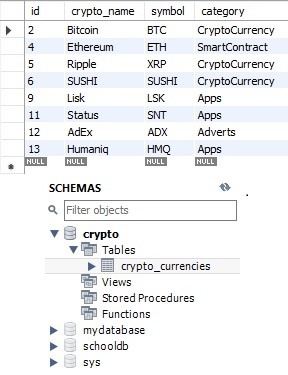 id crypto_name symbol category
2 Bitcoin BTC CryptoCurrency
4 Ethereum ETH SmartContract
5 Ripple XRP CryptoCurrency
6 SUSHI SUSHI CryptoCurrency
9 Lisk LSK Apps
11 Status SNT Apps
12 AdEx ADX Adverts
13 Humaniq HMQ Apps
NULL NULL NULL NULL
SCHEMAS
Filter objects
crypto
Tables
crypto_currencies
Views
Stored Procedures
Functions
mydatabase
schooldb
sys